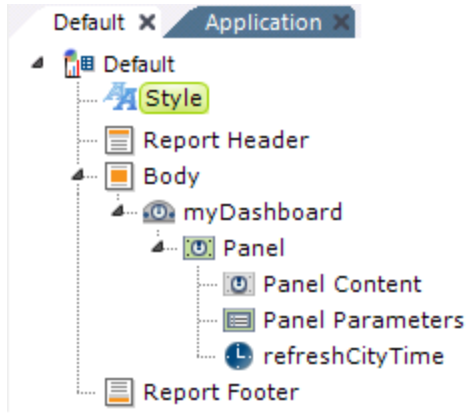 Default Application
Default
Style
Report Header
Body
myDashboard
Panel
Panel Content
Panel Parameters
refreshCityTime
Report Footer